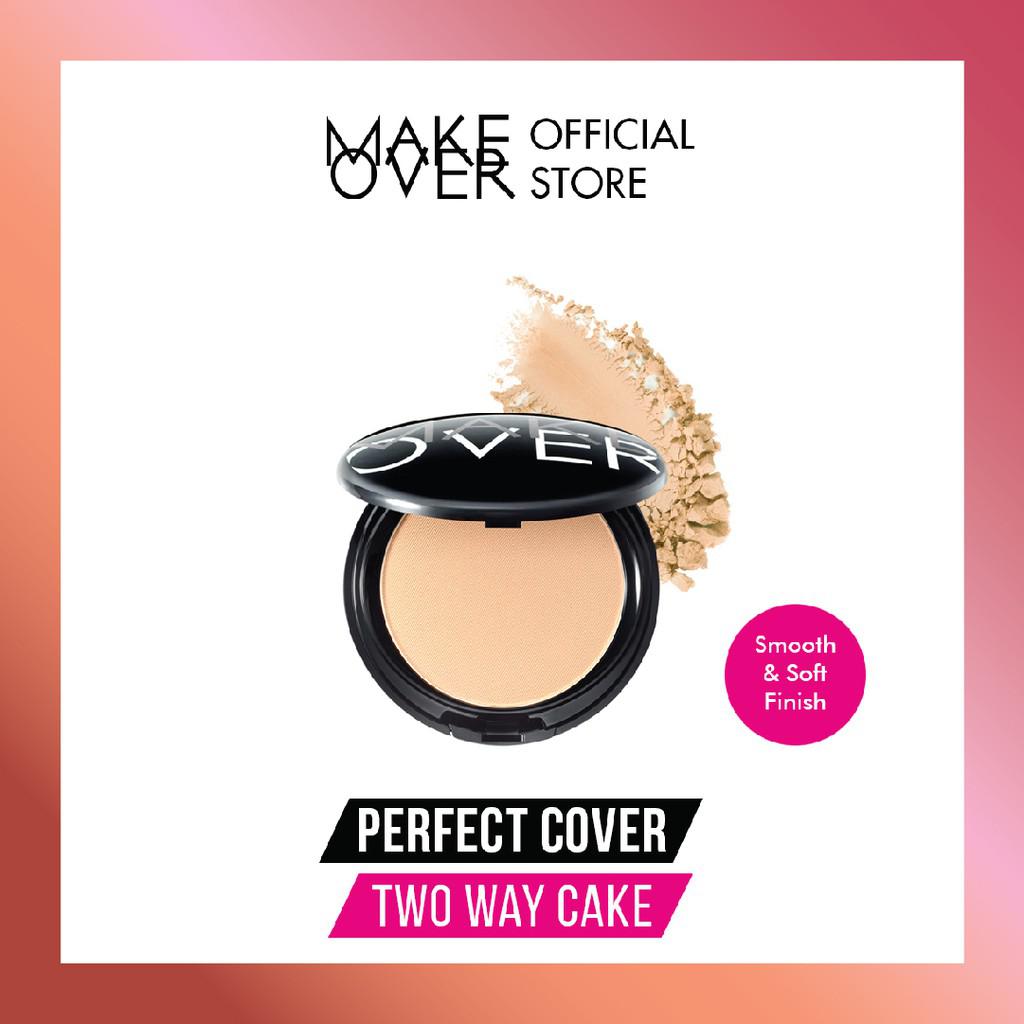 MAKE OVER OFFICIAL STORE
MAKE
OVER
Smooth
& Soft
Finish
PERFECT COVER
TWO WAY CAKE